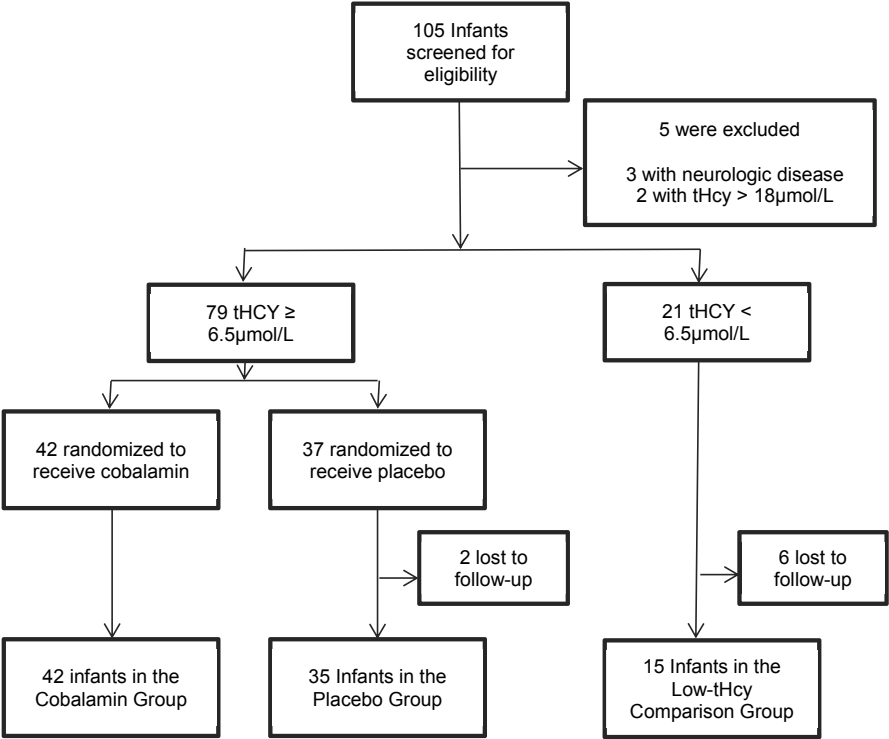 105 Infants
screened for
eligibility
5 were excluded
3 with neurologic disease
2 with tHcy > 18µmol/L
79 tHCY ≥
6.5µmol/L
21 tHCY <
6.5µmol/L
42 randomized to
receive cobalamin
37 randomized to
receive placebo
2 lost to
follow-up
6 lost to
follow-up
42 infants in the
Cobalamin Group
35 Infants in the
Placebo Group
15 Infants in the
Low-tHcy
Comparison Group